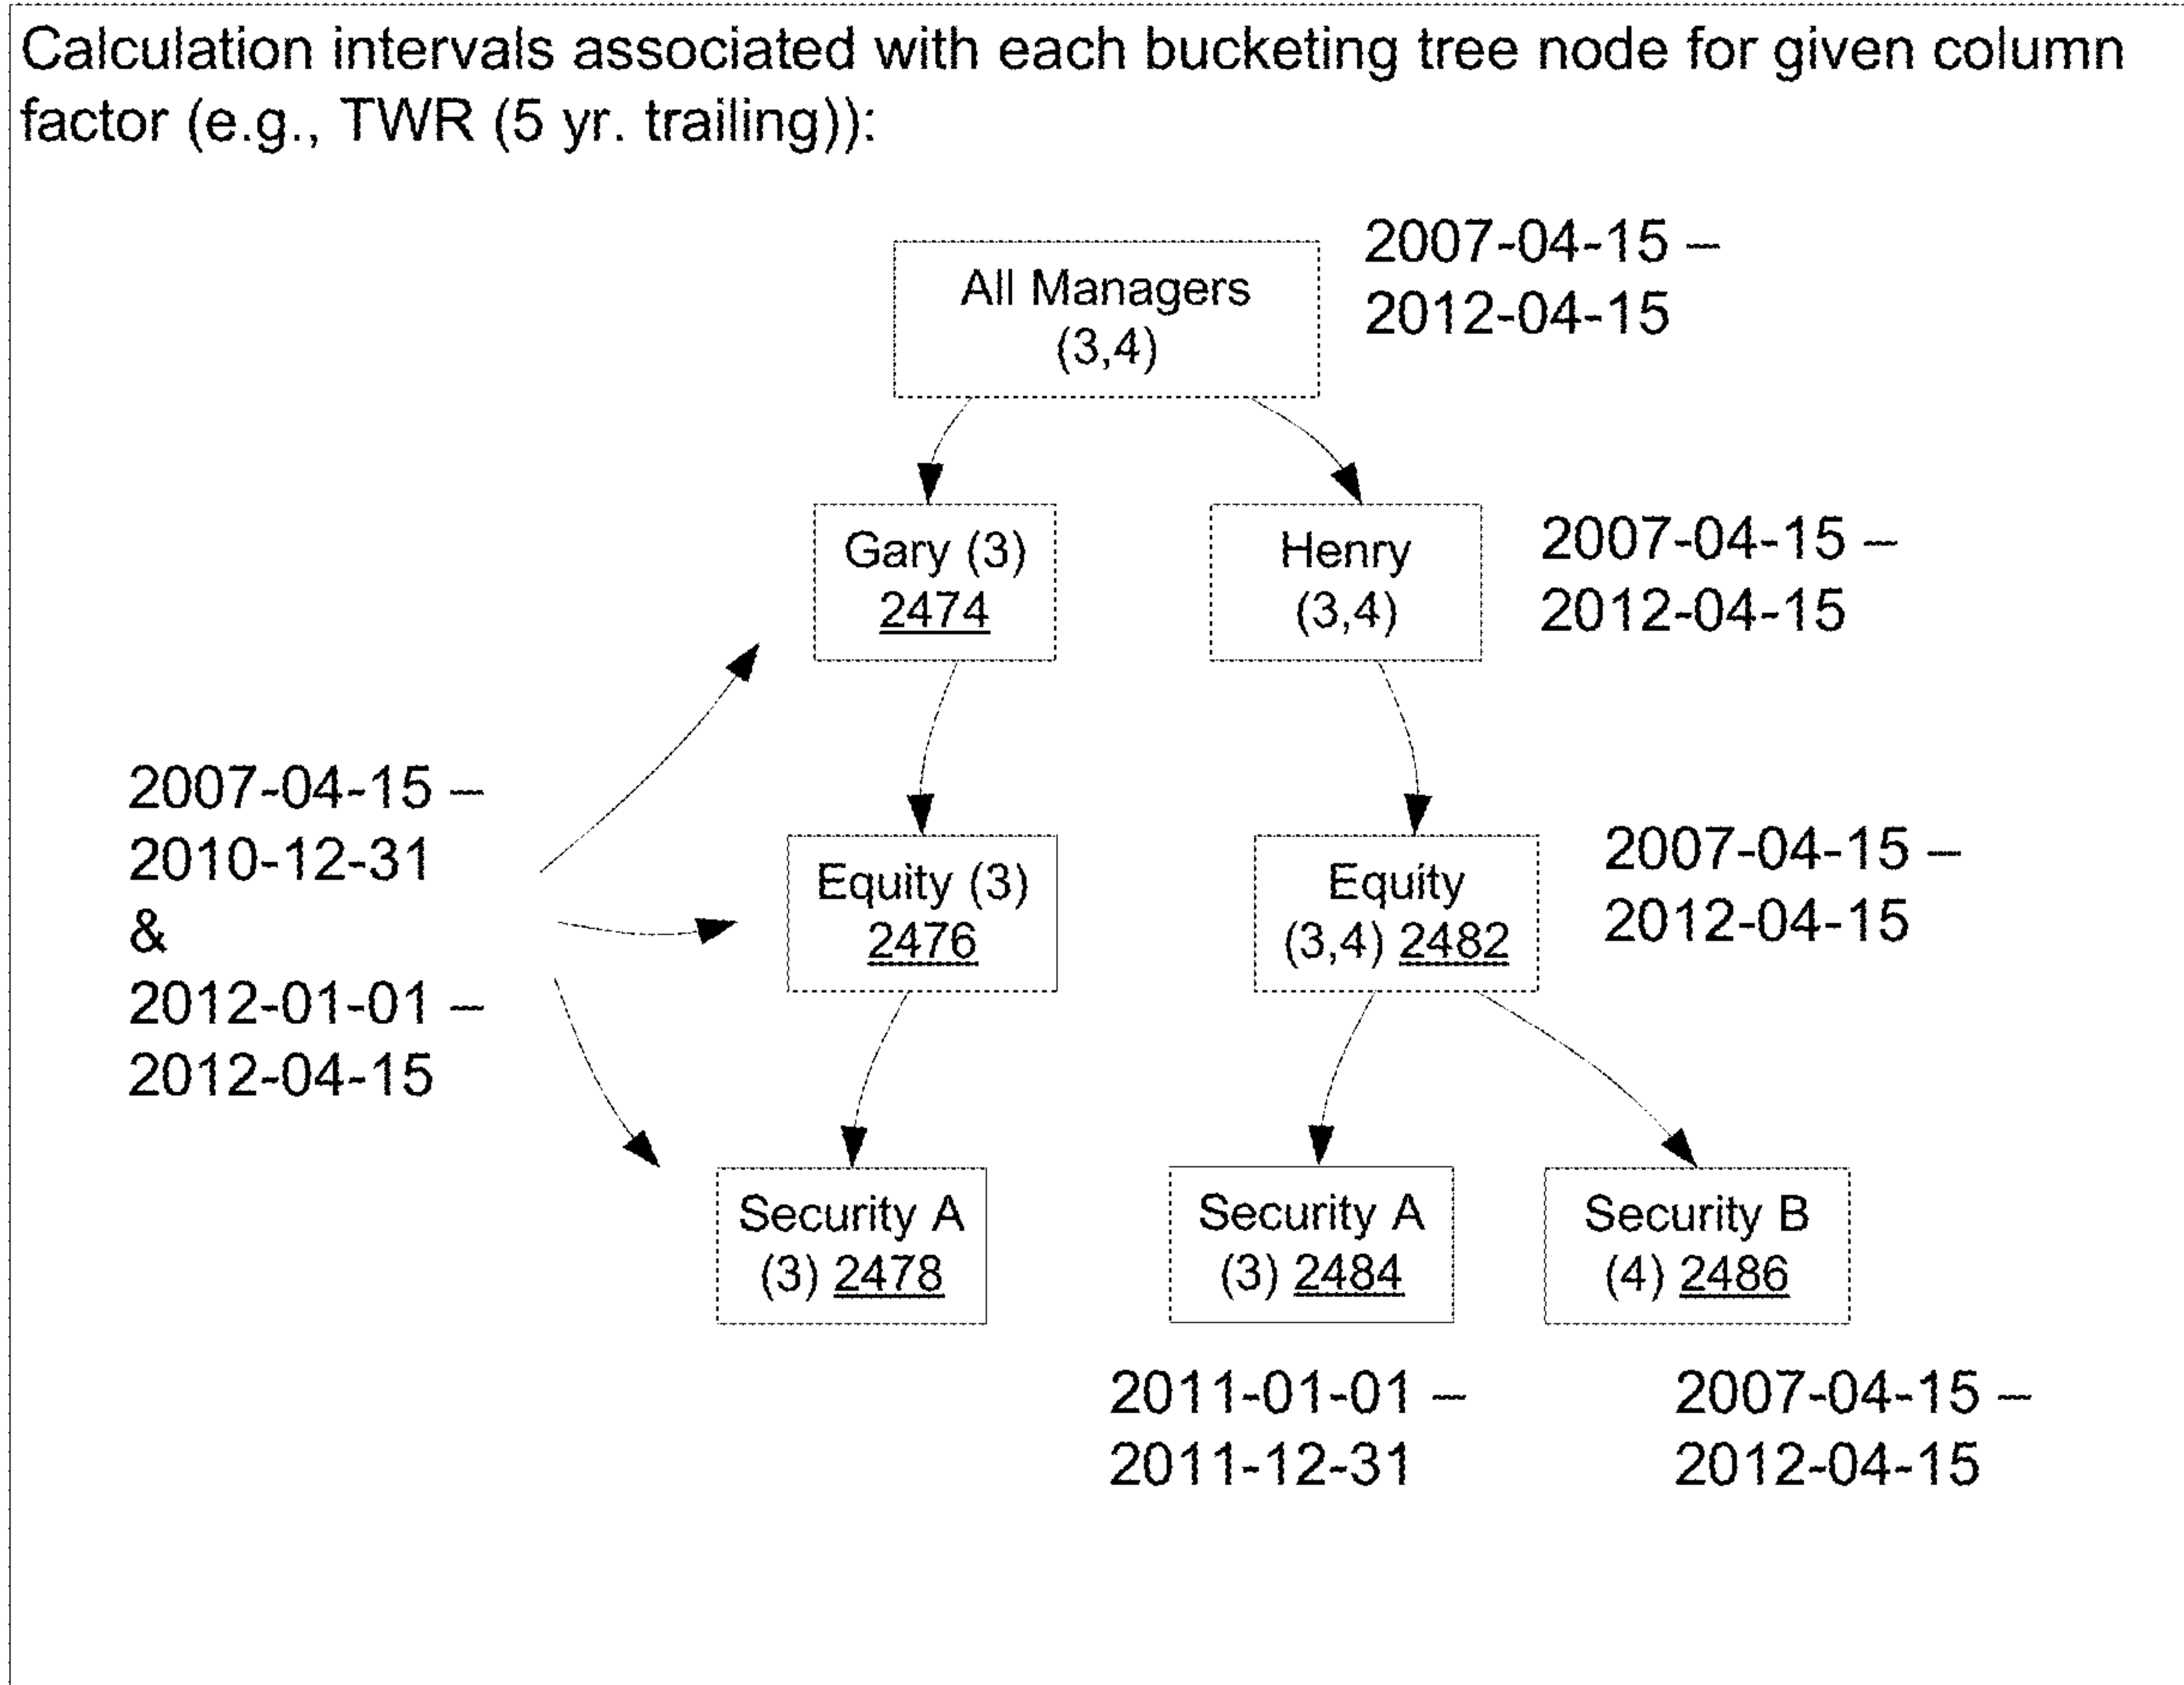 Calculation intervals associated with each bucketing tree node for given column
factor (e.g., TWR (5 yr. trailing)):
All Managers
(3,4)
2007-04-15 –
2012-04-15
Gary (3)
2474
Henry
(3,4)
2007-04-15 –
2012-04-15
2007-04-15 –
2010-12-31
&
2012-01-01 –
2012-04-15
Equity (3)
2476
Equity
(3,4) 2482
2007-04-15 –
2012-04-15
Security A
(3) 2478
Security A
(3) 2484
Security B
(4) 2486
2011-01-01 –
2011-12-31
2007-04-15 –
2012-04-15